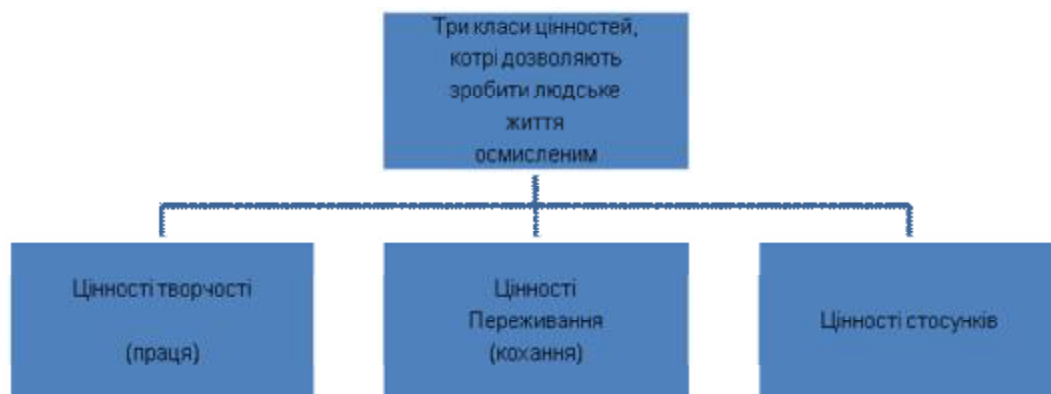 Три класи цінностей,
котрі дозволяють
зробити людське
життя
осмисленим
Цінності творчості
(праця)
Цінності
Переживання
(кохання)
Цінності стосунків